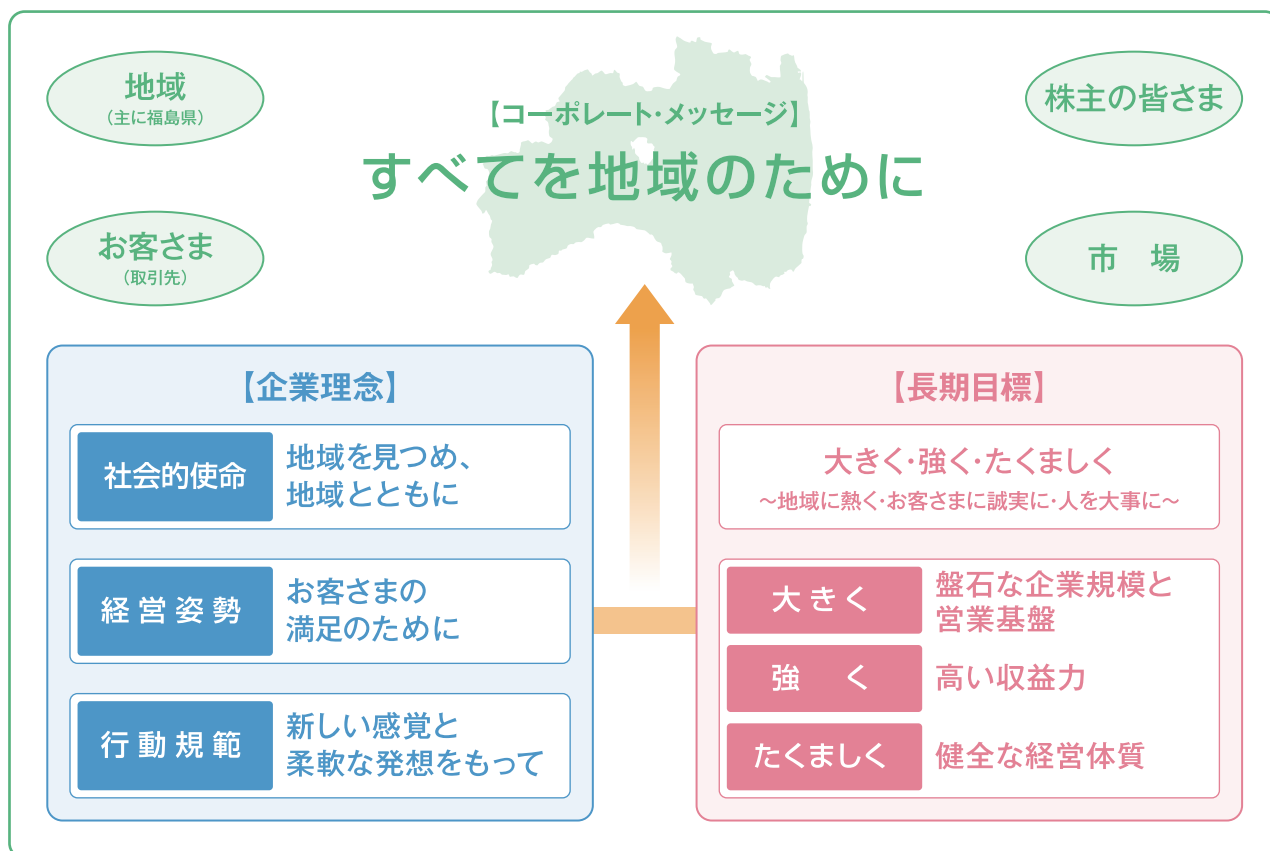 地域
（主に福島県）
お客さま
（取引先）
【コーポレート・メッセージ】
すべてを地域のために
株主の皆さま
市　場
【企業理念】
社会的使命
地域を見つめ、
地域とともに
経営姿勢
お客さまの
満足のために
行動規範
新しい感覚と
柔軟な発想をもって
【長期目標】
大きく・強く・たくましく
～地域に熱く・お客さまに誠実に・人を大事に～
大きく
盤石な企業規模と
営業基盤
強　く
高い収益力
たくましく
健全な経営体質